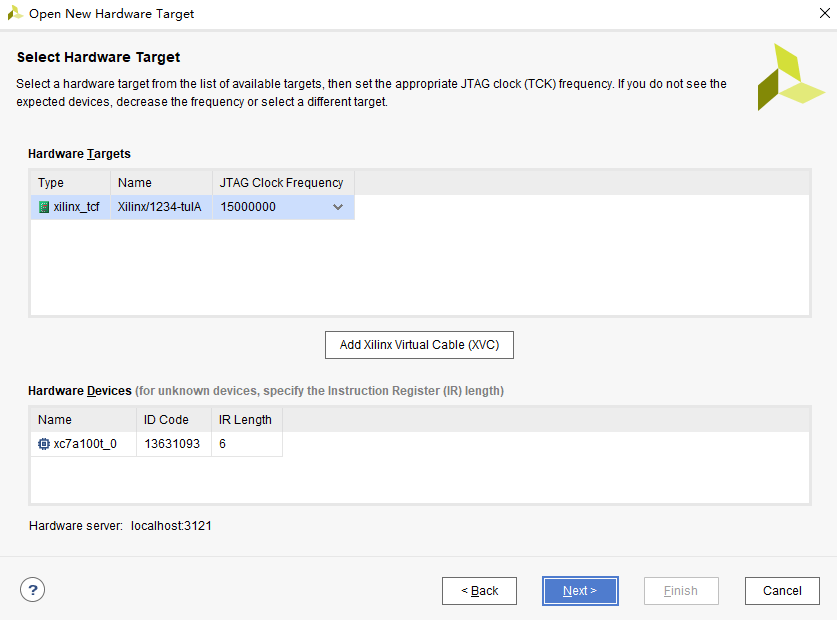 Open New Hardware Target
Select Hardware Target
Select a hardware target from the list of available targets, then set the appropriate JTAG clock (TCK) frequency. If you do not see the
expected devices, decrease the frequency or select a different target.
Hardware Targets
Type Name JTAG Clock Frequency
xilinx_tcf Xilinx/1234-tulA 15000000
Add Xilinx Virtual Cable (XVC)
Hardware Devices (for unknown devices, specify the Instruction Register (IR) length)
Name ID Code IR Length
xc7a100t_0 13631093 6
Hardware server: localhost:3121
? < Back Next > Finish Cancel